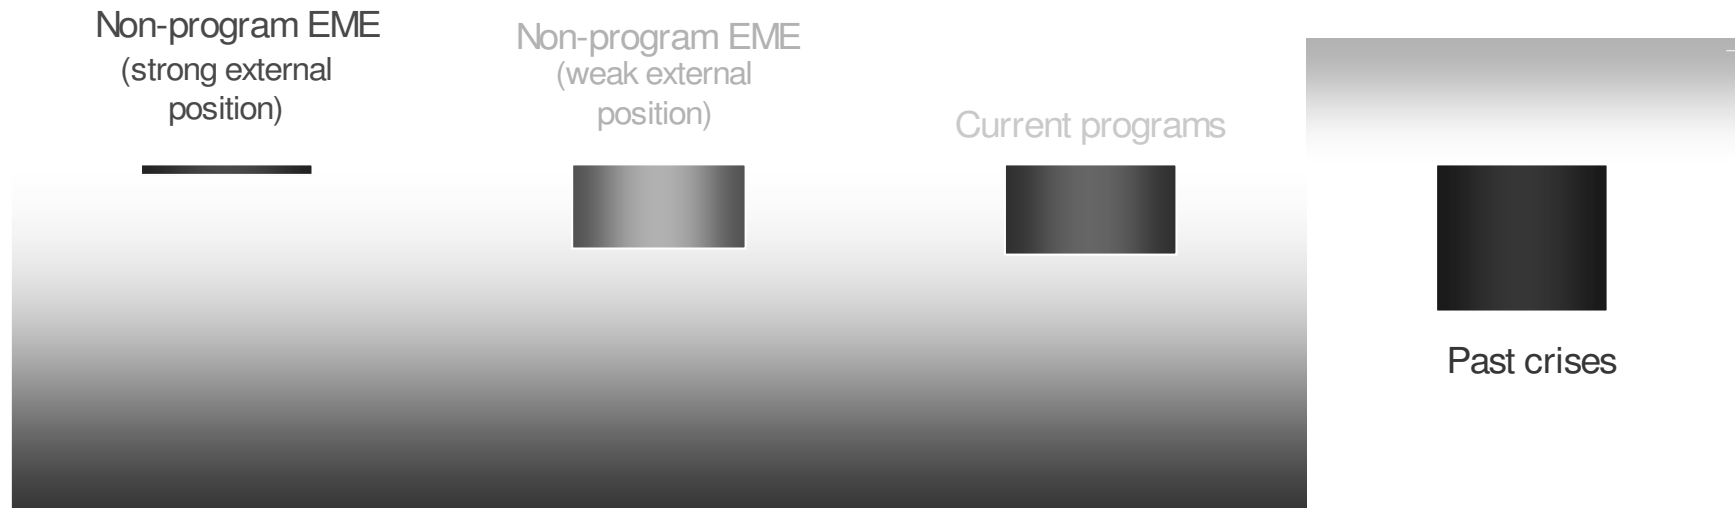 Non-program EME
(strong external
position)
Non-program EME
(weak external
position)
Current programs
Past crises